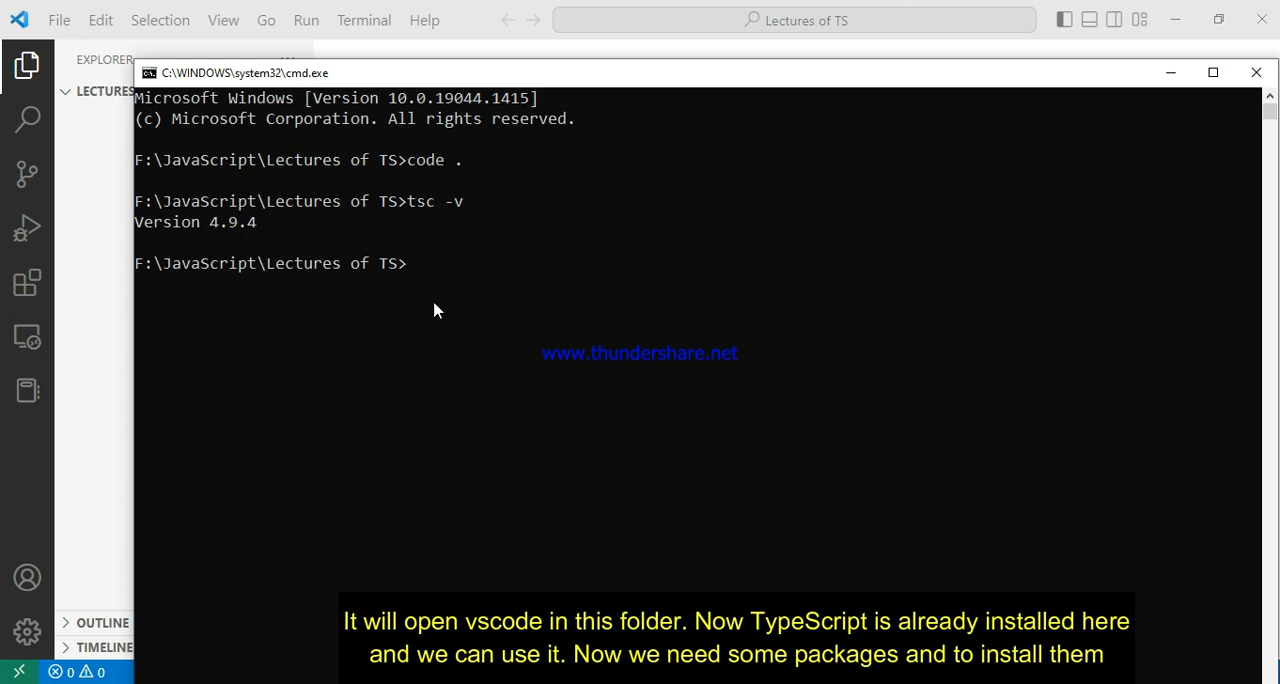 File Edit Selection View Go Run Terminal Help
Lectures of TS
EXPLORER
LECTURES
C:\WINDOWS\system32\cmd.exe
Microsoft Windows [Version 10.0.19044.1415]
(c) Microsoft Corporation. All rights reserved.
F:\JavaScript\Lectures of TS>code .
F:\JavaScript\Lectures of TS>tsc -v
Version 4.9.4
F:\JavaScript\Lectures of TS>
www.thundershare.net
It will open vscode in this folder. Now TypeScript is already installed here
and we can use it. Now we need some packages and to install them
OUTLINE
TIMELINE
0 0